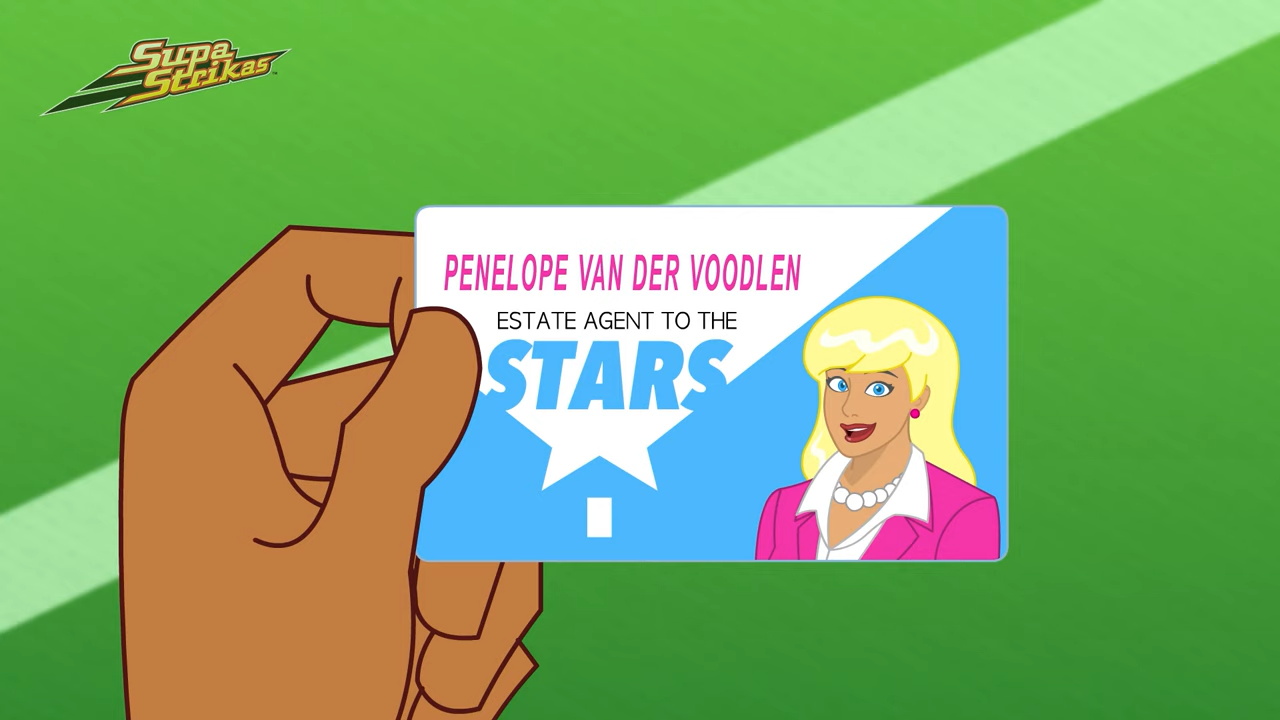 Supa
Strikas
PENELOPE VAN DER VOODLEN
ESTATE AGENT TO THE
STARS